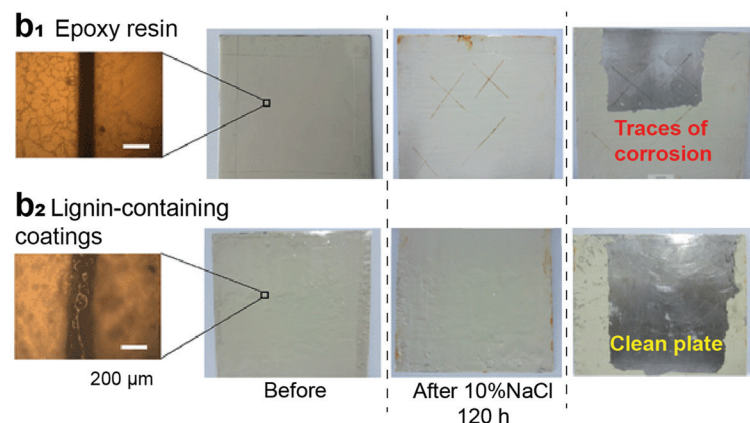 b1 Epoxy resin
Traces of
corrosion
b2 Lignin-containing
coatings
Clean plate
200 μm
Before
After 10%NaCl
120 h